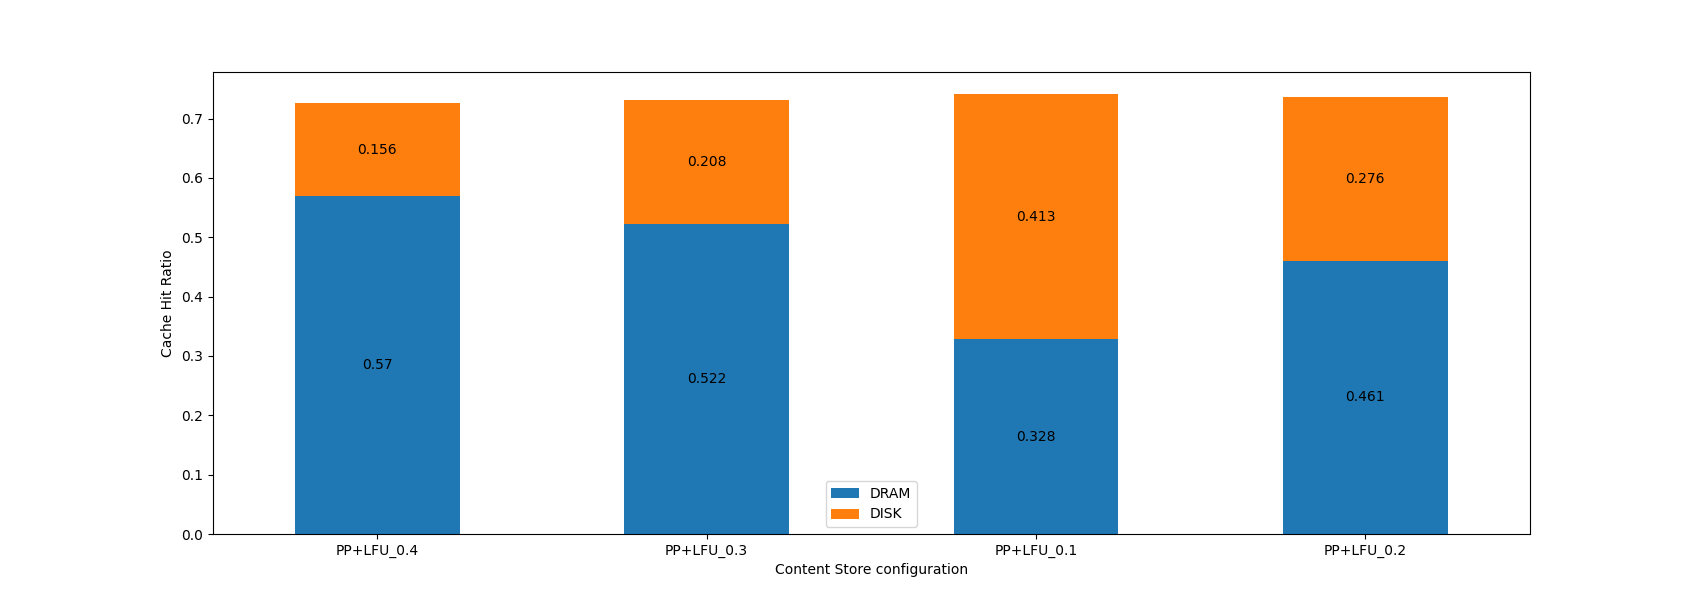 0.7
0.6
0.5
0.4
0.3
0.2
0.1
0.0
Cache Hit Ratio
0.156
0.57
0.208
0.522
0.413
0.328
0.276
0.461
DRAM
DISK
PP+LFU_0.4
PP+LFU_0.3
PP+LFU_0.1
PP+LFU_0.2
Content Store configuration